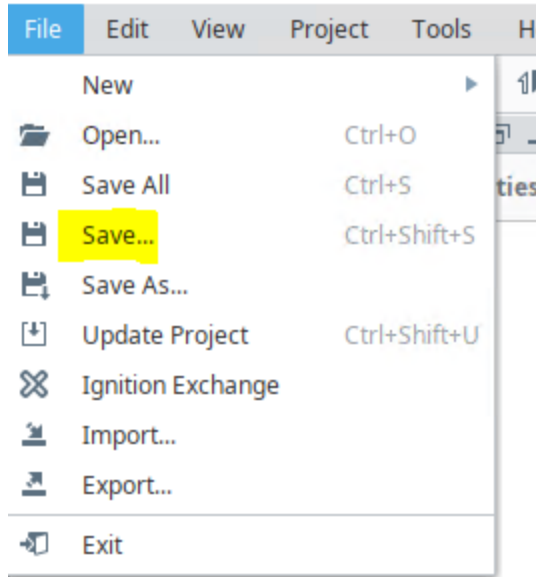 File Edit View Project Tools H
New
Open... Ctrl+O
Save All Ctrl+S
ties
Save... Ctrl+Shift+S
Save As...
Update Project Ctrl+Shift+U
Ignition Exchange
Import...
Export...
Exit